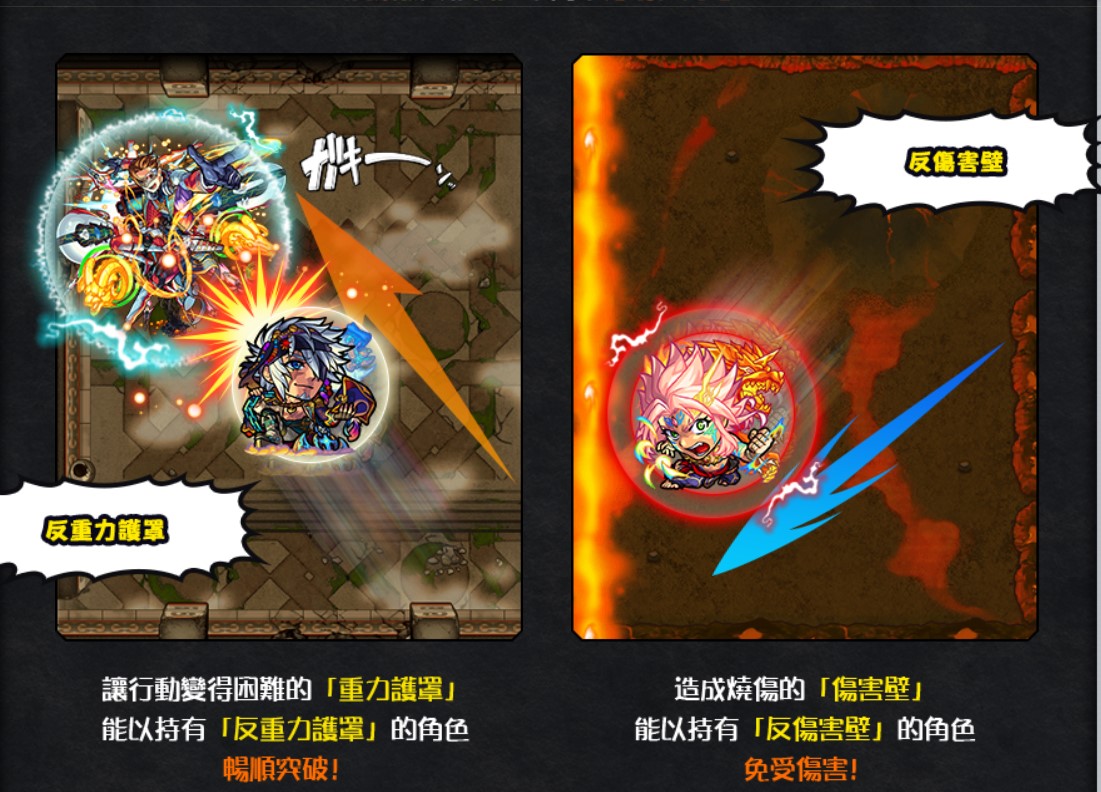 ガキーン
反傷害壁
反重力護罩
讓行動變得困難的「重力護罩」
能以持有「反重力護罩」的角色
暢順突破!
造成燒傷的「傷害壁」
能以持有「反傷害壁」的角色
免受傷害!